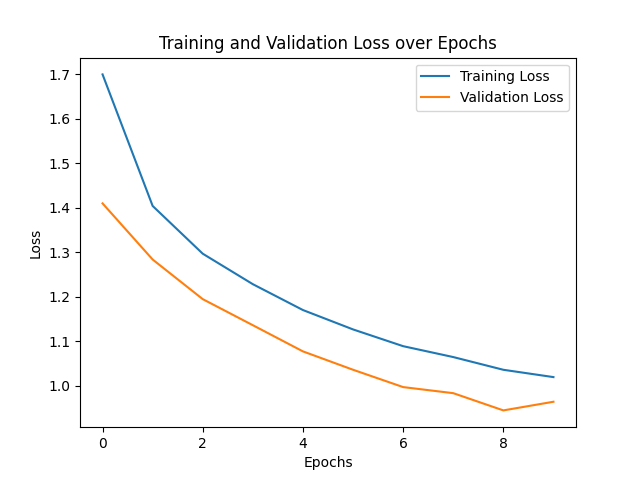 Training and Validation Loss over Epochs
Training Loss
Validation Loss
Loss
1.7
1.6
1.5
1.4
1.3
1.2
1.1
1.0
0 2 4 6 8
Epochs